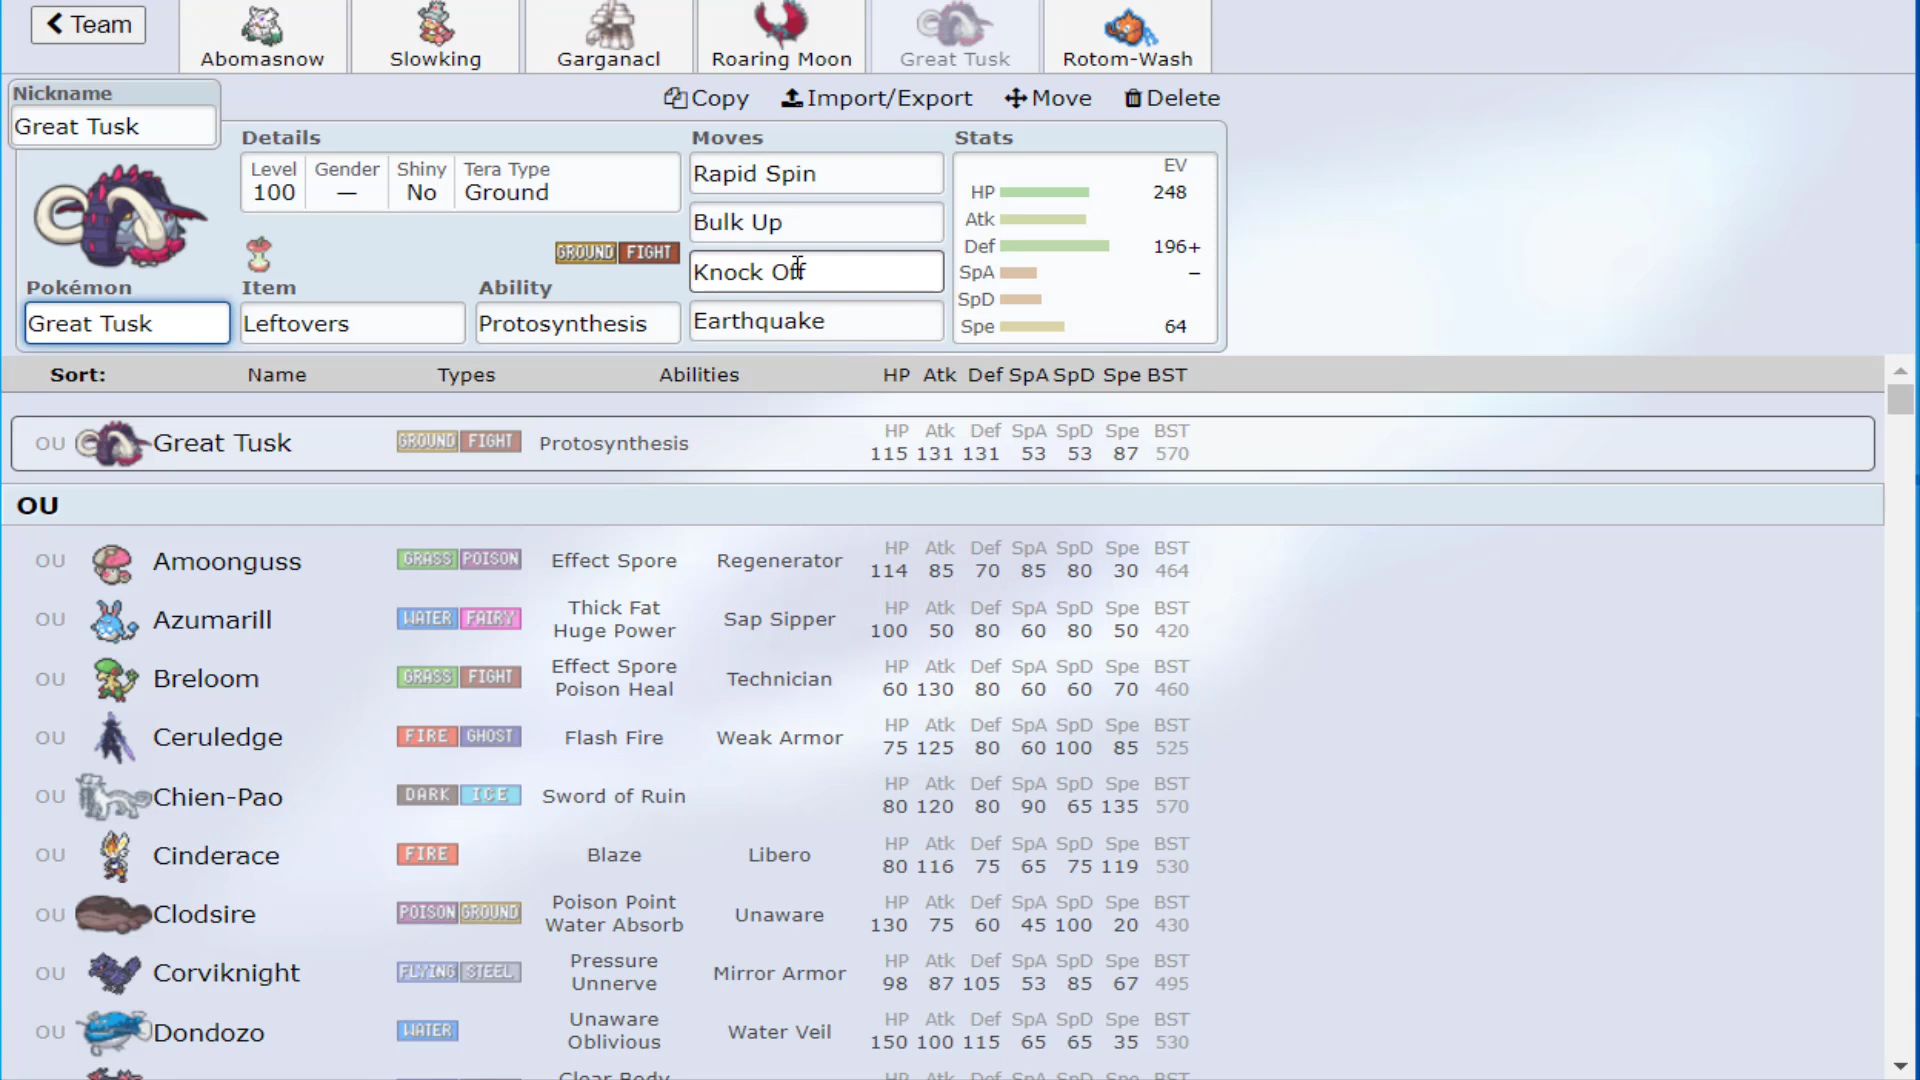 Team
Abomasnow
Slowking
Garganacl
Roaring Moon
Great Tusk
Rotom-Wash
Nickname
Great Tusk
Copy
Import/Export
Move
Delete
Details
Level
100
Gender
—
Shiny
No
Tera Type
Ground
GROUND FIGHT
Pokémon
Great Tusk
Item
Leftovers
Ability
Protosynthesis
Moves
Rapid Spin
Bulk Up
Knock Off
Earthquake
Stats
EV
HP 248
Atk
Def 196+
SpA –
SpD
Spe 64
Sort: Name Types Abilities HP Atk Def SpA SpD Spe BST
OU Great Tusk GROUND FIGHT Protosynthesis
HP Atk Def SpA SpD Spe BST
115 131 131 53 53 87 570
OU
OU Amoonguss GRASS POISON Effect Spore Regenerator
HP Atk Def SpA SpD Spe BST
114 85 70 85 80 30 464
OU Azumarill WATER FAIRY Thick Fat Huge Power Sap Sipper
HP Atk Def SpA SpD Spe BST
100 50 80 60 80 50 420
OU Breloom GRASS FIGHT Effect Spore Poison Heal Technician
HP Atk Def SpA SpD Spe BST
60 130 80 60 60 70 460
OU Ceruledge FIRE GHOST Flash Fire Weak Armor
HP Atk Def SpA SpD Spe BST
75 125 80 60 100 85 525
OU Chien-Pao DARK ICE Sword of Ruin
HP Atk Def SpA SpD Spe BST
80 120 80 90 65 135 570
OU Cinderace FIRE Blaze Libero
HP Atk Def SpA SpD Spe BST
80 116 75 65 75 119 530
OU Clodsire POISON GROUND Poison Point Water Absorb Unaware
HP Atk Def SpA SpD Spe BST
130 75 60 45 100 20 430
OU Corviknight FLYING STEEL Pressure Unnerve Mirror Armor
HP Atk Def SpA SpD Spe BST
98 87 105 53 85 67 495
OU Dondozo WATER Unaware Oblivious Water Veil
HP Atk Def SpA SpD Spe BST
150 100 115 65 65 35 530
Clear Body
HP Atk Def SpA SpD Spe BST